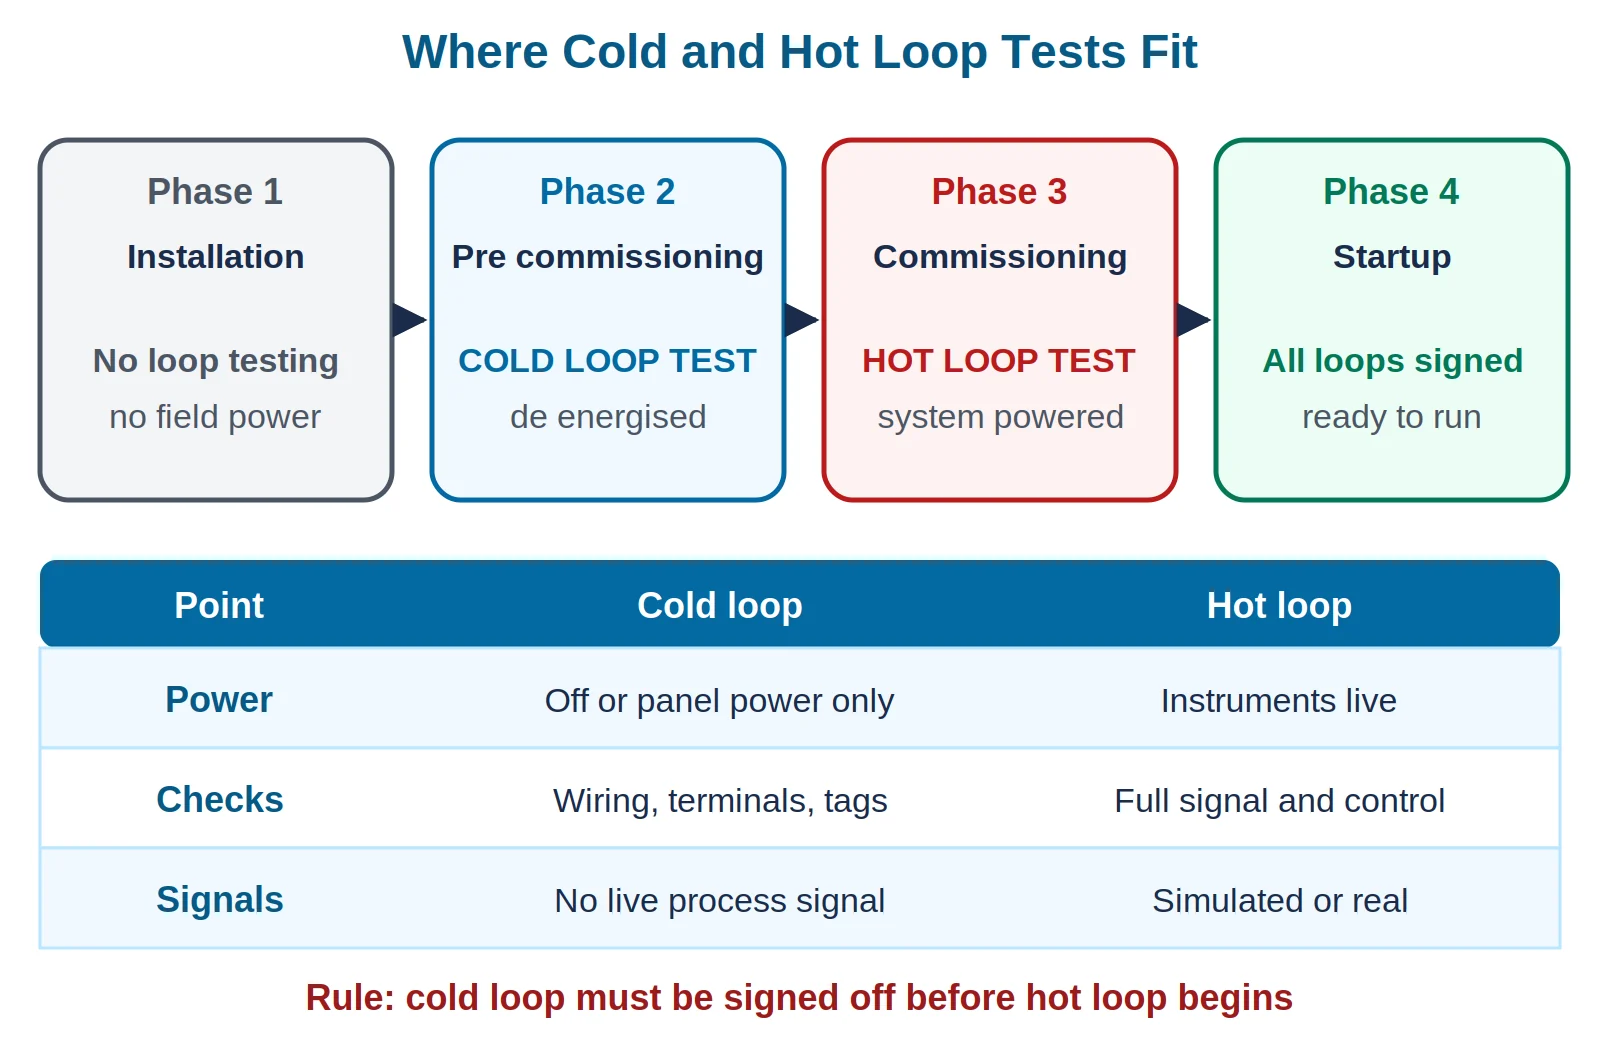 Where Cold and Hot Loop Tests Fit
Phase 1
Installation
No loop testing
no field power
Phase 2
Pre commissioning
COLD LOOP TEST
de energised
Phase 3
Commissioning
HOT LOOP TEST
system powered
Phase 4
Startup
All loops signed
ready to run
Point Cold loop Hot loop
Power Off or panel power only Instruments live
Checks Wiring, terminals, tags Full signal and control
Signals No live process signal Simulated or real
Rule: cold loop must be signed off before hot loop begins